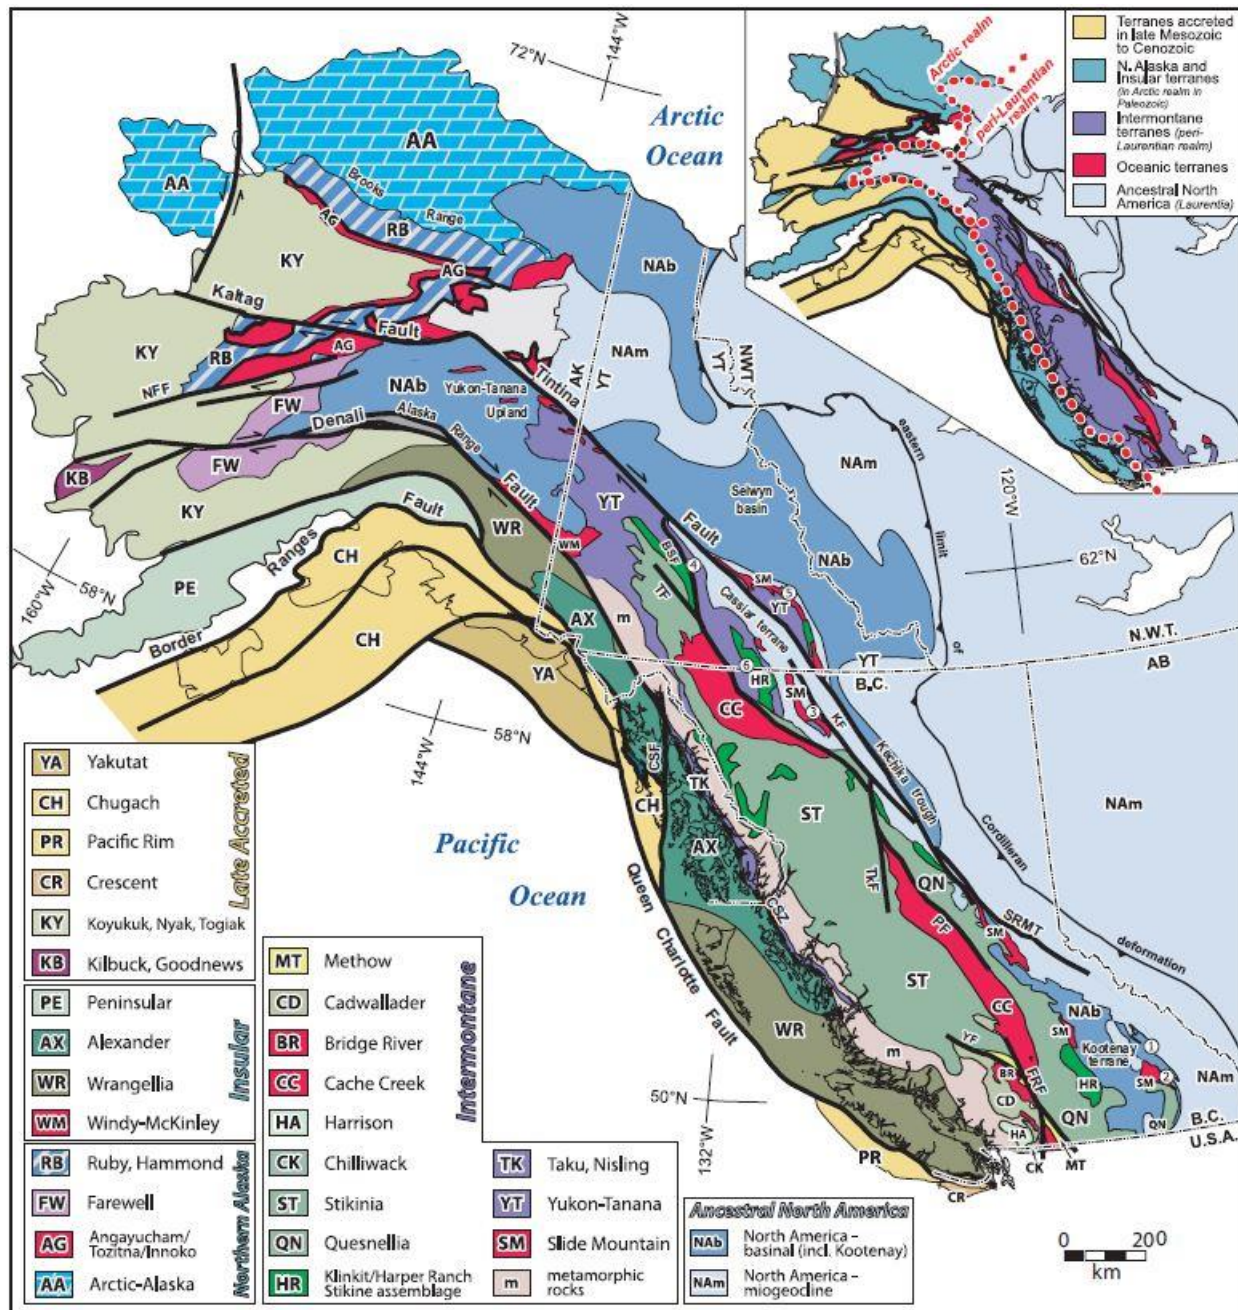 72°N
144°W
Arctic
Ocean
AA
AA
Brooks
Range
AG
RB
KY
AG
NAb
Kaltag
Fault
KY
RB
AG
NFF
NAb
Yukon-Tanana
Upland
Tintina
AK
YT
NAm
YT
NWT
FW
Denali
Alaska
Range
Fault
KB
FW
KY
WR
WM
YT
Fault
Selwyn
basin
NAb
NAm
eastern
limit
of
Cordilleran
deformation
120°W
62°N
160°W
58°N
PE
Border
Ranges
Fault
CH
CH
YA
AX
m
TF
BSF
4
Cassiar terrane
SM
5
YT
YT
B.C.
N.W.T.
AB
6
HR
SM
3
KF
CC
Kechika trough
58°N
144°W
CSF
CH
TK
AX
ST
NAm
Pacific
Ocean
Queen
Charlotte
Fault
CSZ
TkF
QN
PF
SRMT
SM
ST
CC
NAb
SM
Kootenay
terrane
1
SM
2
HR
NAm
WR
m
YF
BR
CD
FRF
QN
QN
HA
B.C.
U.S.A.
50°N
132°W
PR
CR
CK
MT
Arctic realm
peri-Laurentian
realm
Terranes accreted
in late Mesozoic
to Cenozoic
N. Alaska and
Insular terranes
(in Arctic realm in
Paleozoic)
Intermontane
terranes (peri-
Laurentian realm)
Oceanic terranes
Ancestral North
America (Laurentia)
YA Yakutat
CH Chugach
PR Pacific Rim
CR Crescent
KY Koyukuk, Nyak, Togiak
KB Kilbuck, Goodnews
Late Accreted
PE Peninsular
AX Alexander
WR Wrangellia
WM Windy-McKinley
Insular
RB Ruby, Hammond
FW Farewell
AG Angayucham/
Tozitna/Innoko
AA Arctic-Alaska
Northern Alaska
MT Methow
CD Cadwallader
BR Bridge River
CC Cache Creek
HA Harrison
CK Chilliwack
ST Stikinia
QN Quesnellia
HR Klinkit/Harper Ranch
Stikine assemblage
Intermontane
TK Taku, Nisling
YT Yukon-Tanana
SM Slide Mountain
m metamorphic
rocks
Ancestral North America
NAb North America –
basinal (incl. Kootenay)
NAm North America –
miogeocline
0 200
km